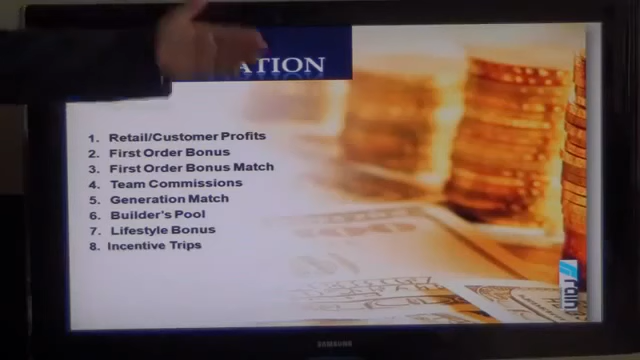 ATION
1. Retail/Customer Profits
2. First Order Bonus
3. First Order Bonus Match
4. Team Commissions
5. Generation Match
6. Builder's Pool
7. Lifestyle Bonus
8. Incentive Trips
rain
SAMSUNG